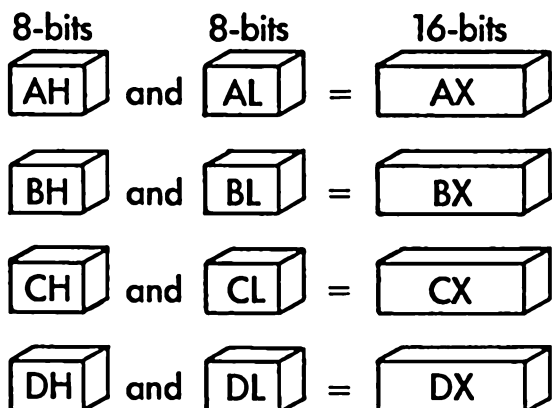 8-bits 8-bits 16-bits
AH and AL = AX
BH and BL = BX
CH and CL = CX
DH and DL = DX